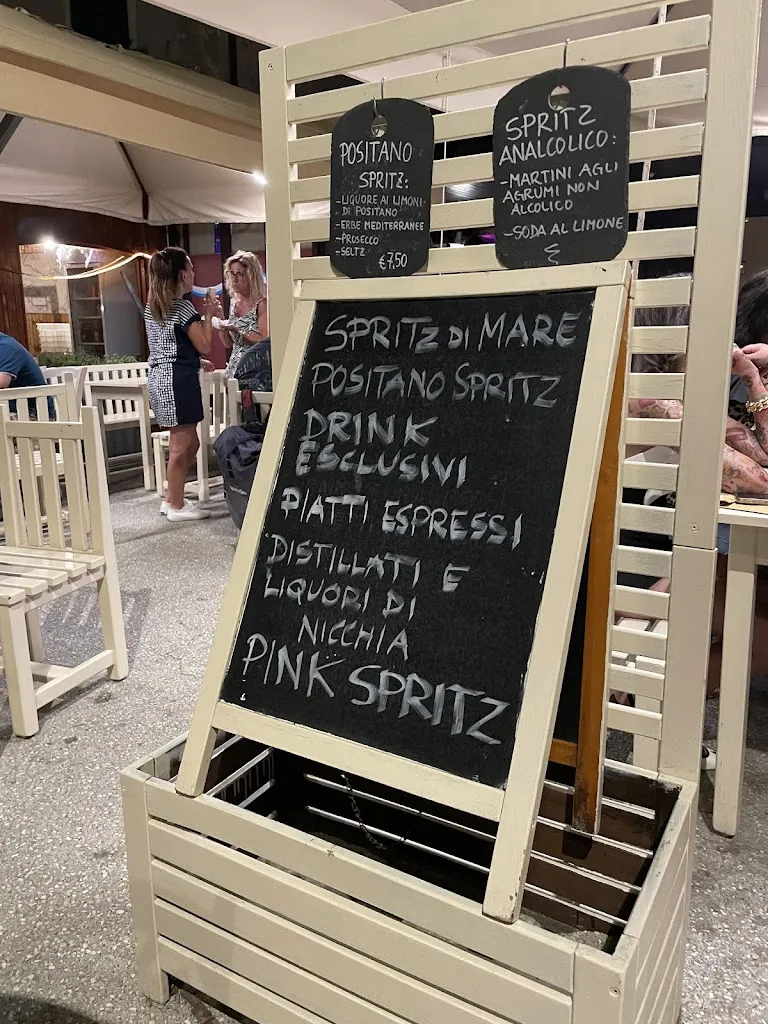 POSITANO
SPRITZ:
-LIQUORE AI LIMONI
DI POSITANO
-ERBE MEDITERRANEE
-PROSECCO
-SELTZ
€7,50
SPRITZ
ANALCOLICO:
-MARTINI AGLI
AGRUMI NON
ALCOLICO
-SODA AL LIMONE
SPRITZ DI MARE
POSITANO SPRITZ
DRINK
ESCLUSIVI
PIATTI ESPRESSI
DISTILLATI E
LIQUORI DI
NICCHIA
PINK SPRITZ